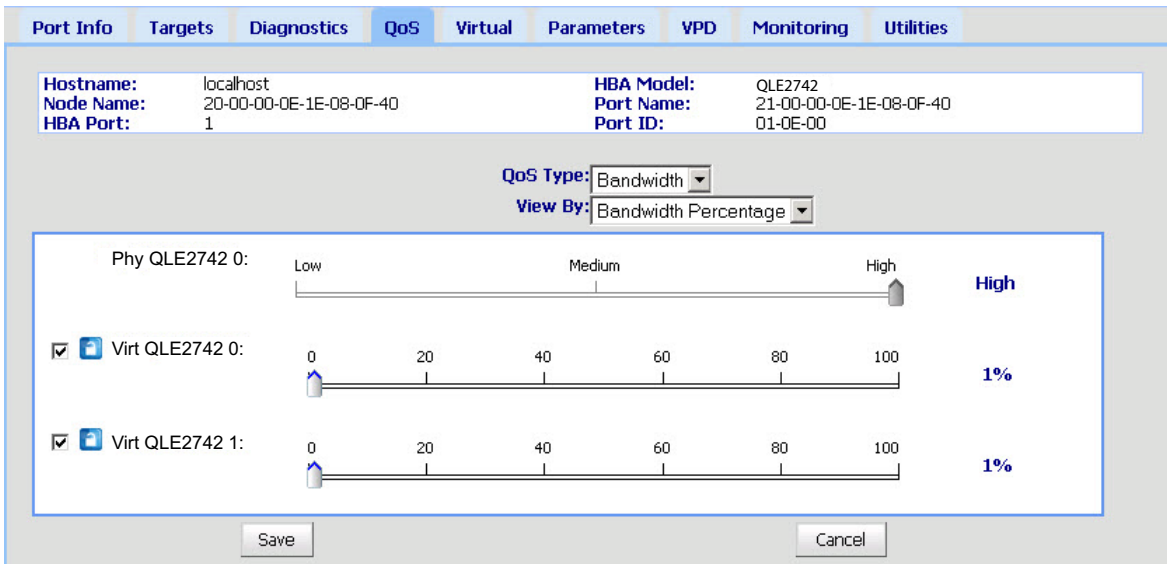 Port Info Targets Diagnostics QoS Virtual Parameters VPD Monitoring Utilities
Hostname: localhost HBA Model: QLE2742
Node Name: 20-00-00-0E-1E-08-0F-40 Port Name: 21-00-00-0E-1E-08-0F-40
HBA Port: 1 Port ID: 01-0E-00
QoS Type: Bandwidth
View By: Bandwidth Percentage
Phy QLE2742 0: Low Medium High High
Virt QLE2742 0: 0 20 40 60 80 100 1%
Virt QLE2742 1: 0 20 40 60 80 100 1%
Save Cancel